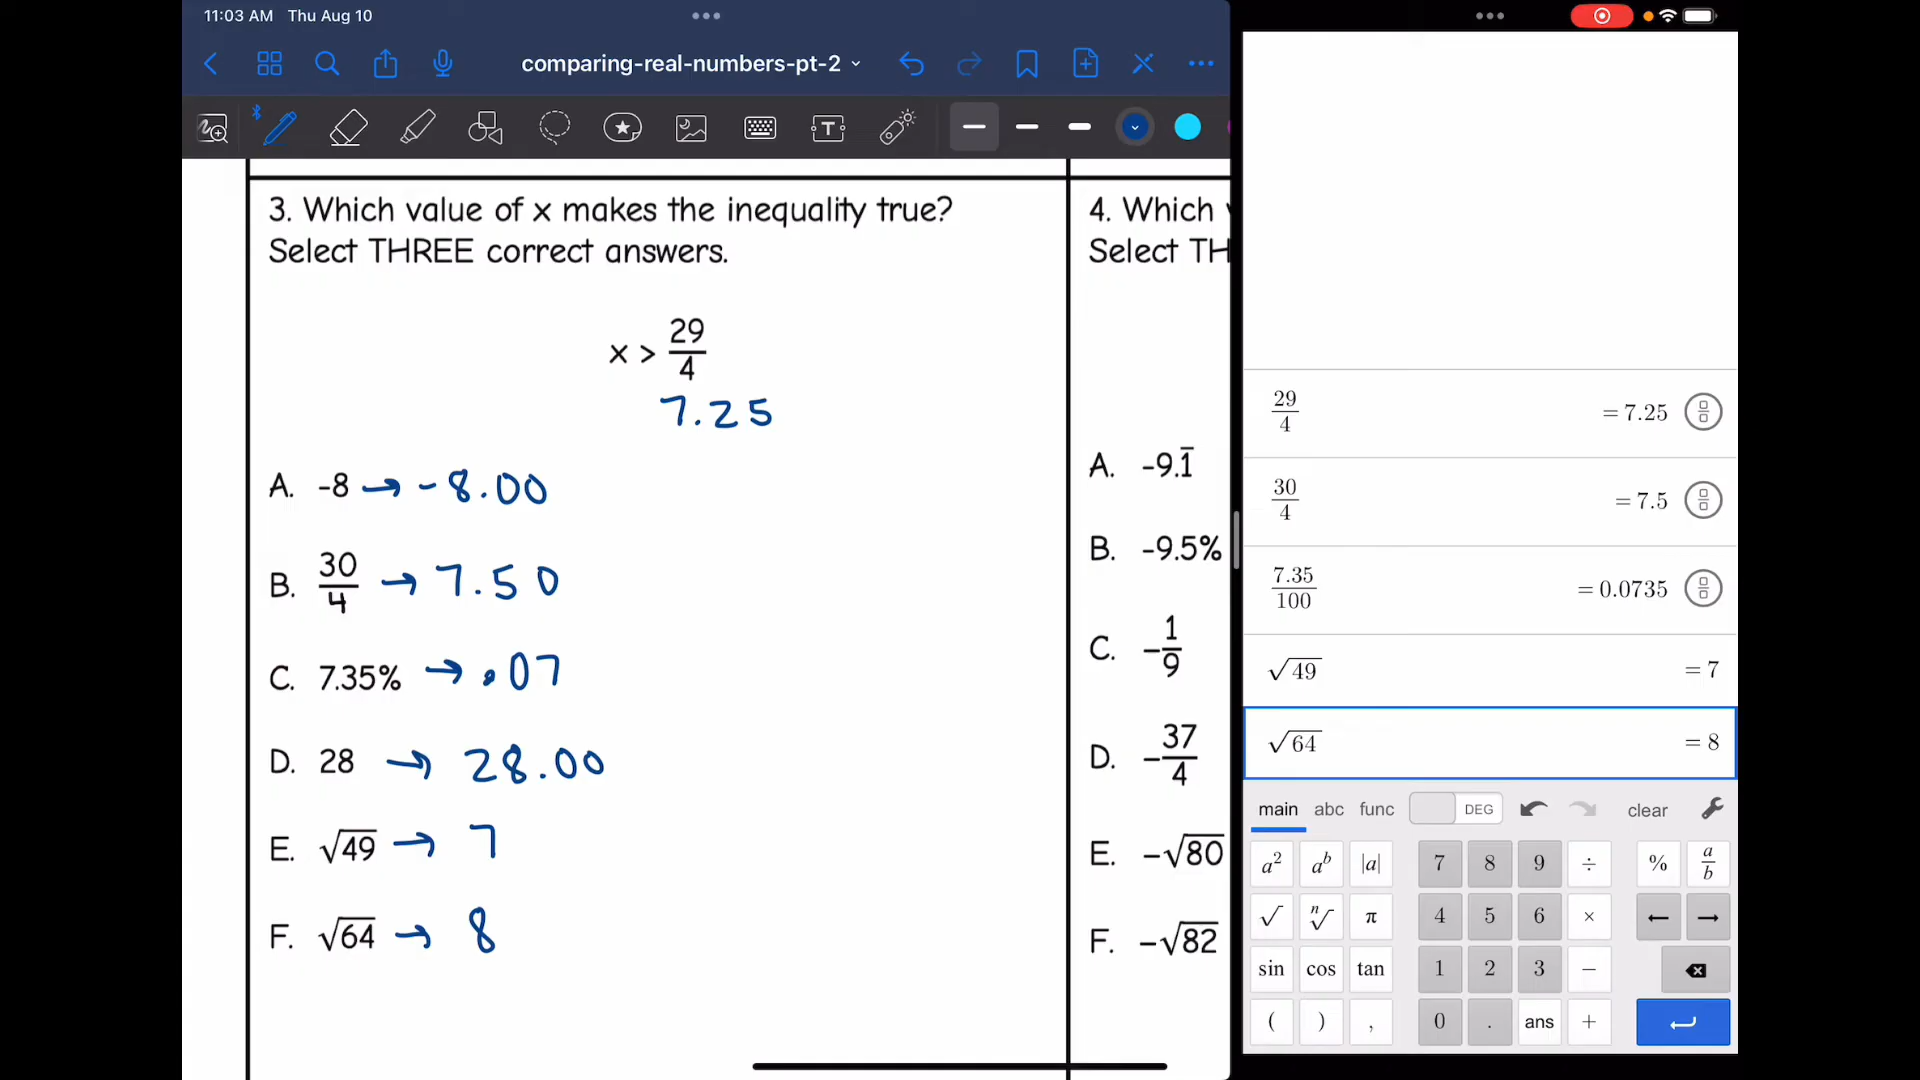 11:03 AM Thu Aug 10
comparing-real-numbers-pt-2
3. Which value of x makes the inequality true?
Select THREE correct answers.
x > 29/4
7.25
A. -8 → -8.00
B. 30/4 → 7.50
C. 7.35% → .07
D. 28 → 28.00
E. √49 → 7
F. √64 → 8
4. Which
Select TH
A. -9.1̅
B. -9.5%
C. -1/9
D. -37/4
E. -√80
F. -√82
29/4 = 7.25
30/4 = 7.5
7.35/100 = 0.0735
√49 = 7
√64 = 8
main abc func DEG clear
a² aᵇ |a| 7 8 9 ÷ % a/b
√ ⁿ√ π 4 5 6 × ← →
sin cos tan 1 2 3 −
( ) , 0 . ans +